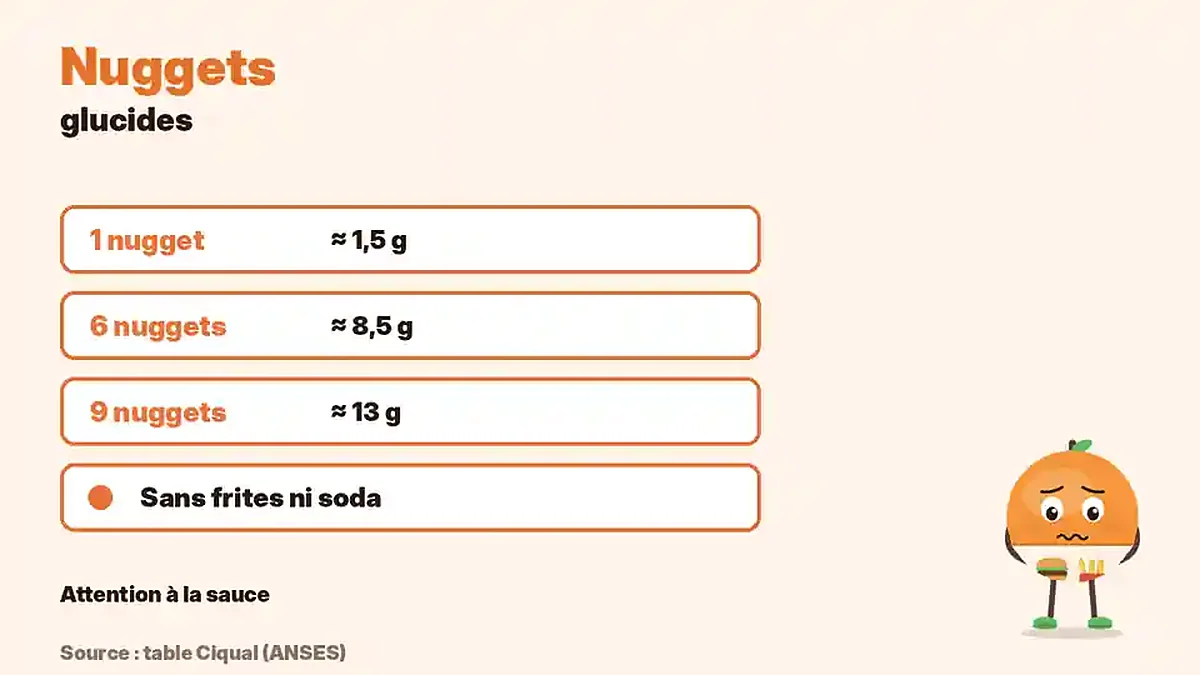 Nuggets
glucides
1 nugget ≈ 1,5 g
6 nuggets ≈ 8,5 g
9 nuggets ≈ 13 g
Sans frites ni soda
Attention à la sauce
Source : table Ciqual (ANSES)